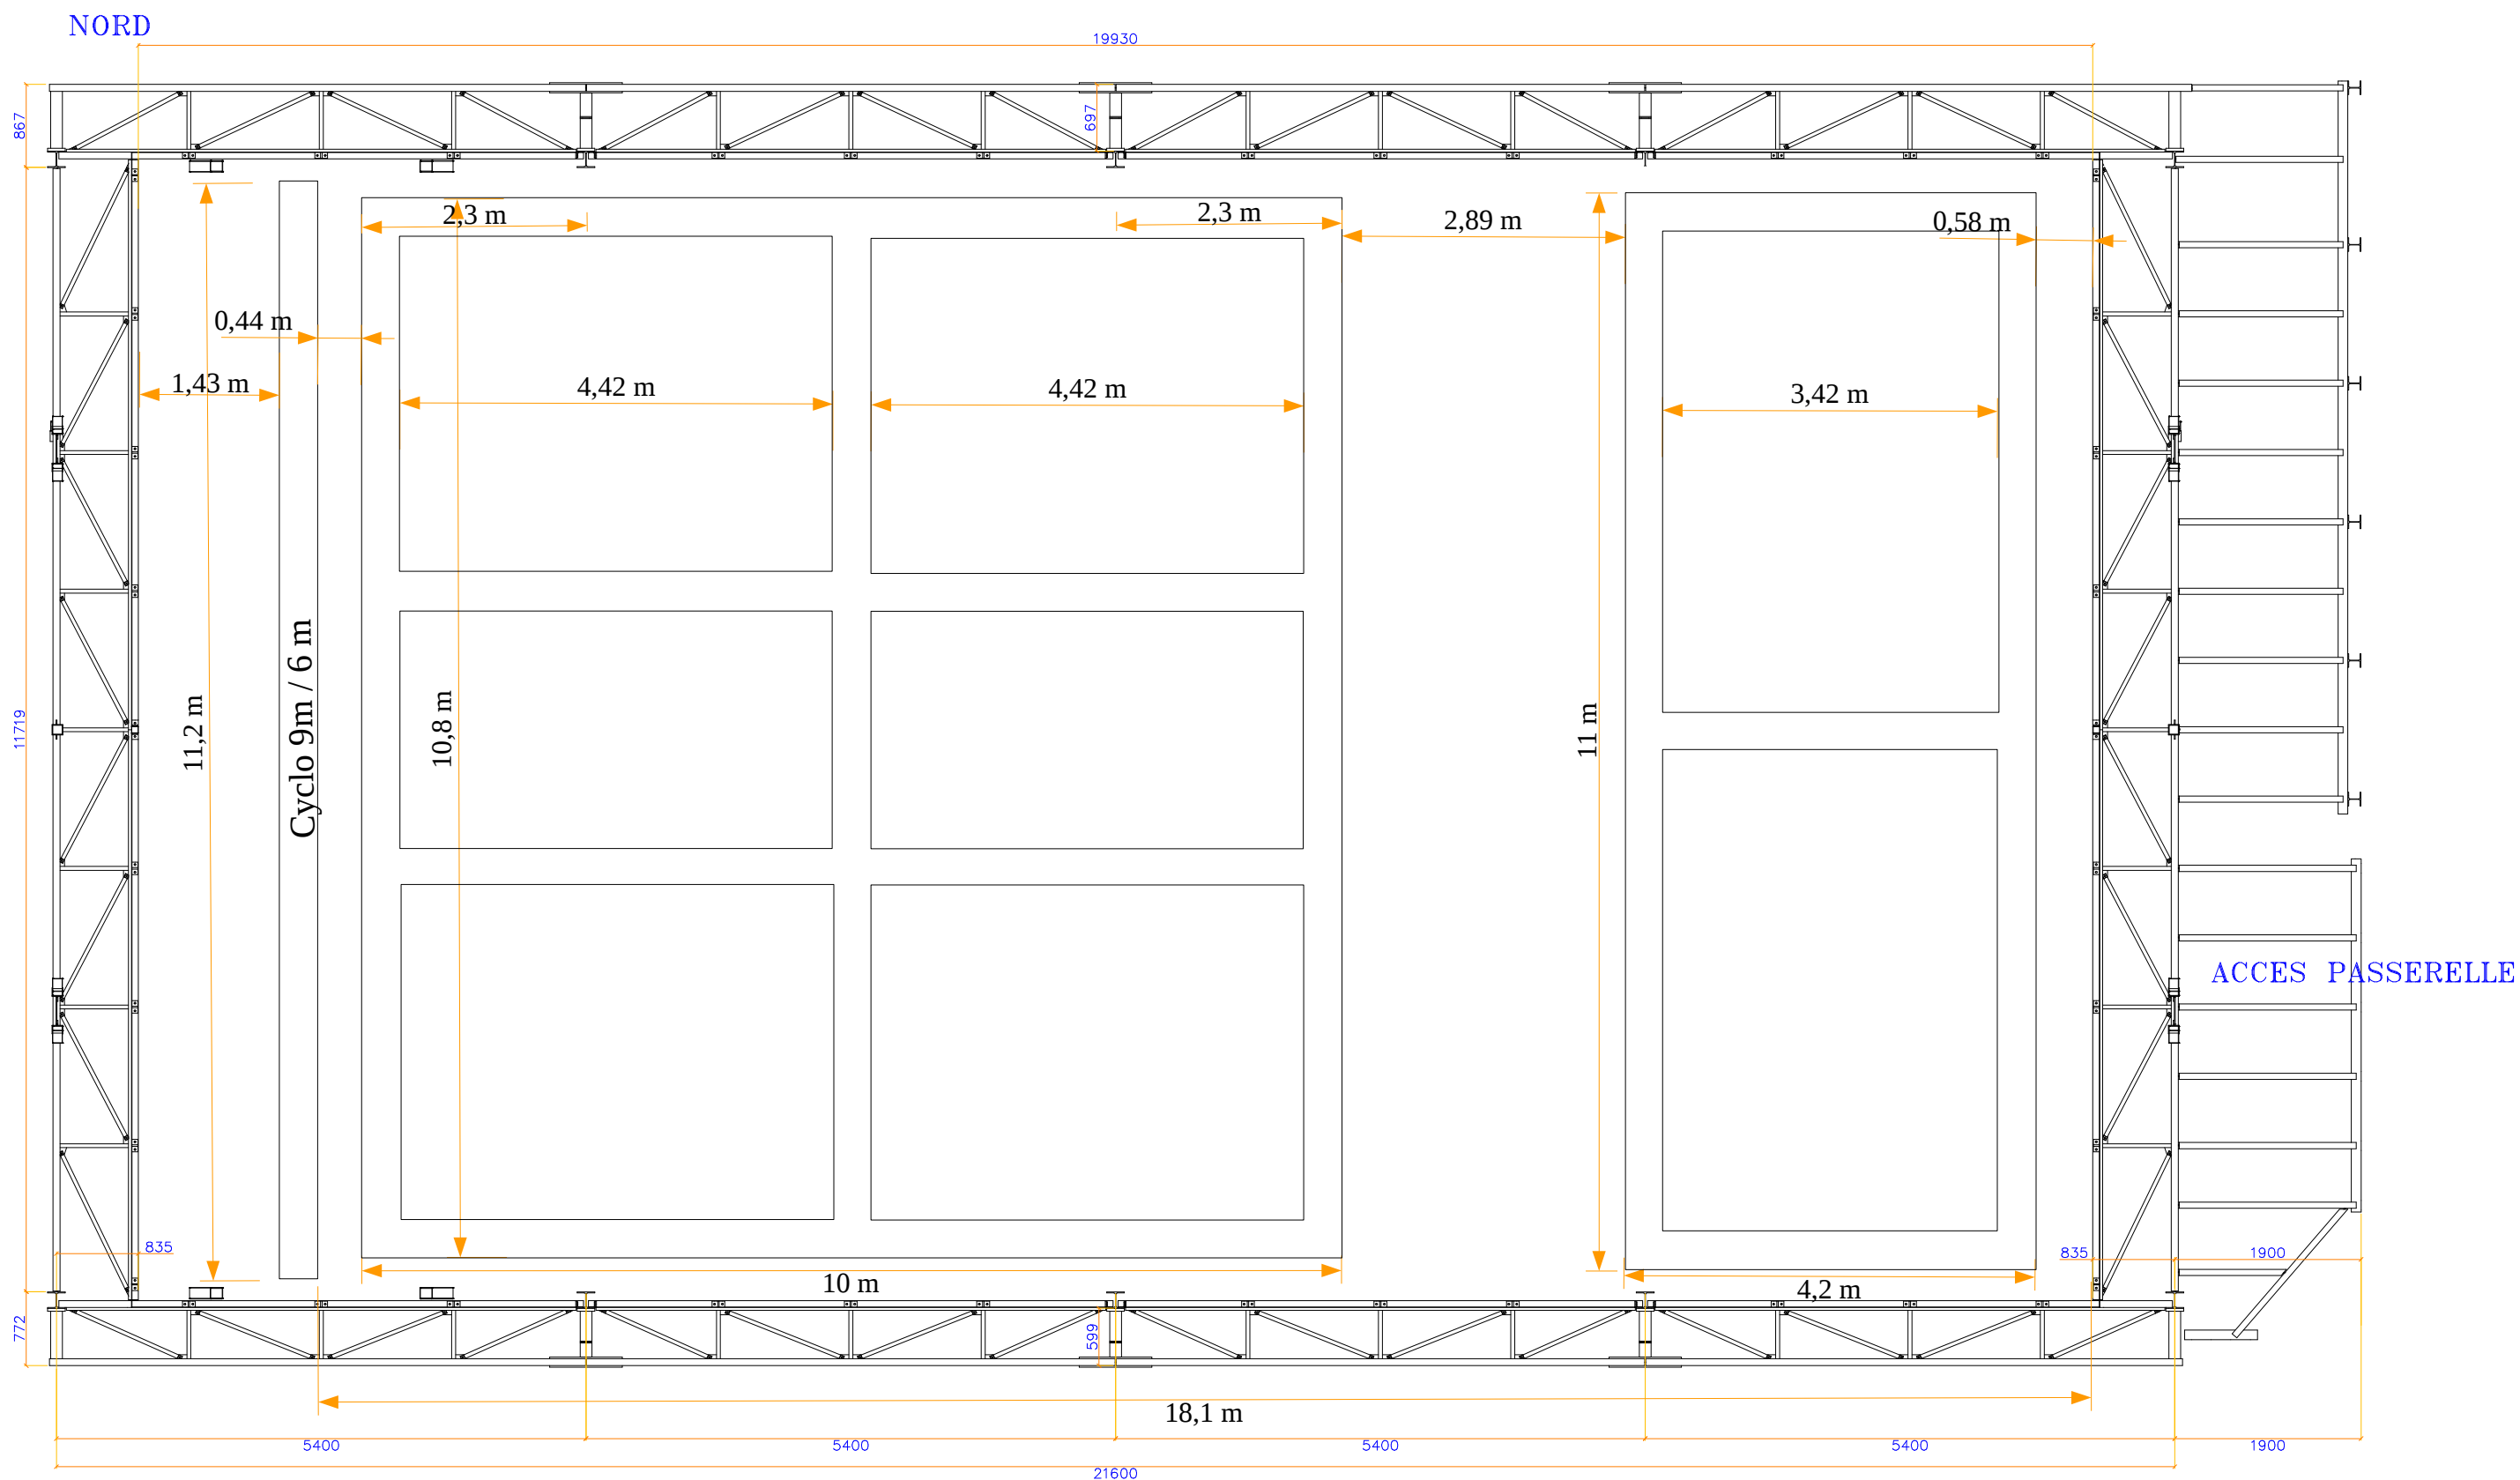 NORD
19930
867
697
2,3 m
2,3 m
2,89 m
0,58 m
0,44 m
1,43 m
4,42 m
4,42 m
3,42 m
11719
11,2 m
Cyclo 9m / 6 m
10,8 m
11 m
ACCES PASSERELLE
835
835
1900
10 m
4,2 m
772
599
18,1 m
5400
5400
5400
5400
1900
21600